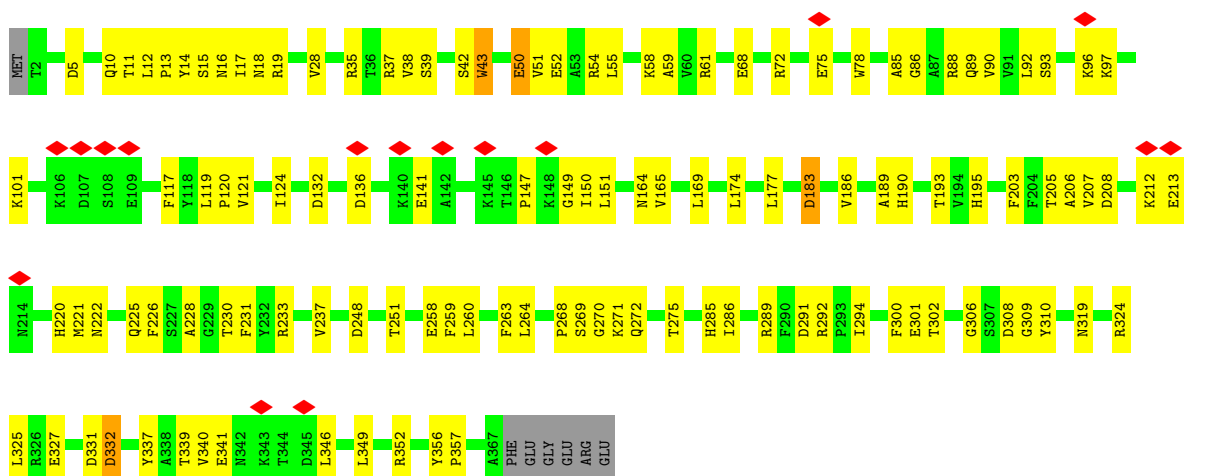 MET T2 D5 Q10 T11 L12 P13 Y14 S15 N16 I17 N18 R19 V28 R35 T36 R37 V38 S39 S42 W43 E50 V51 E52 A53 R54 L55 K58 A59 V60 R61 E68 R72 E75 W78 A85 G86 A87 R88 Q89 V90 V91 L92 S93 K96 K97
K101 K106 D107 S108 E109 F117 Y118 L119 P120 V121 I124 D132 D136 K140 E141 A142 K145 T146 P147 K148 G149 I150 L151 N164 V165 L169 L174 L177 D183 V186 A189 H190 T193 V194 H195 F203 F204 T205 A206 V207 D208 K212 E213
N214 H220 M221 N222 Q225 F226 S227 A228 G229 T230 F231 Y232 R233 V237 D248 T251 E258 F259 L260 F263 L264 P268 S269 G270 K271 Q272 T275 H285 I286 R289 F290 D291 R292 P293 I294 F300 E301 T302 G306 S307 D308 G309 Y310 N319 R324
L325 R326 E327 D331 D332 Y337 A338 T339 V340 E341 N342 K343 T344 D345 L346 L349 R352 Y356 P357 A367 PHE GLU GLY GLU ARG GLU